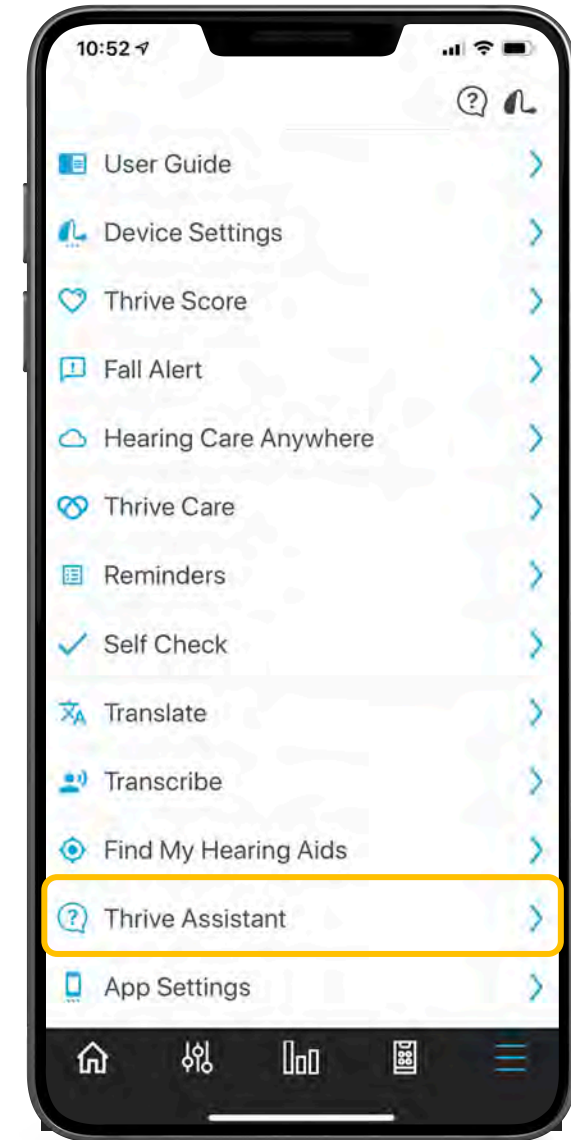 10:52
User Guide
Device Settings
Thrive Score
Fall Alert
Hearing Care Anywhere
Thrive Care
Reminders
Self Check
Translate
Transcribe
Find My Hearing Aids
Thrive Assistant
App Settings